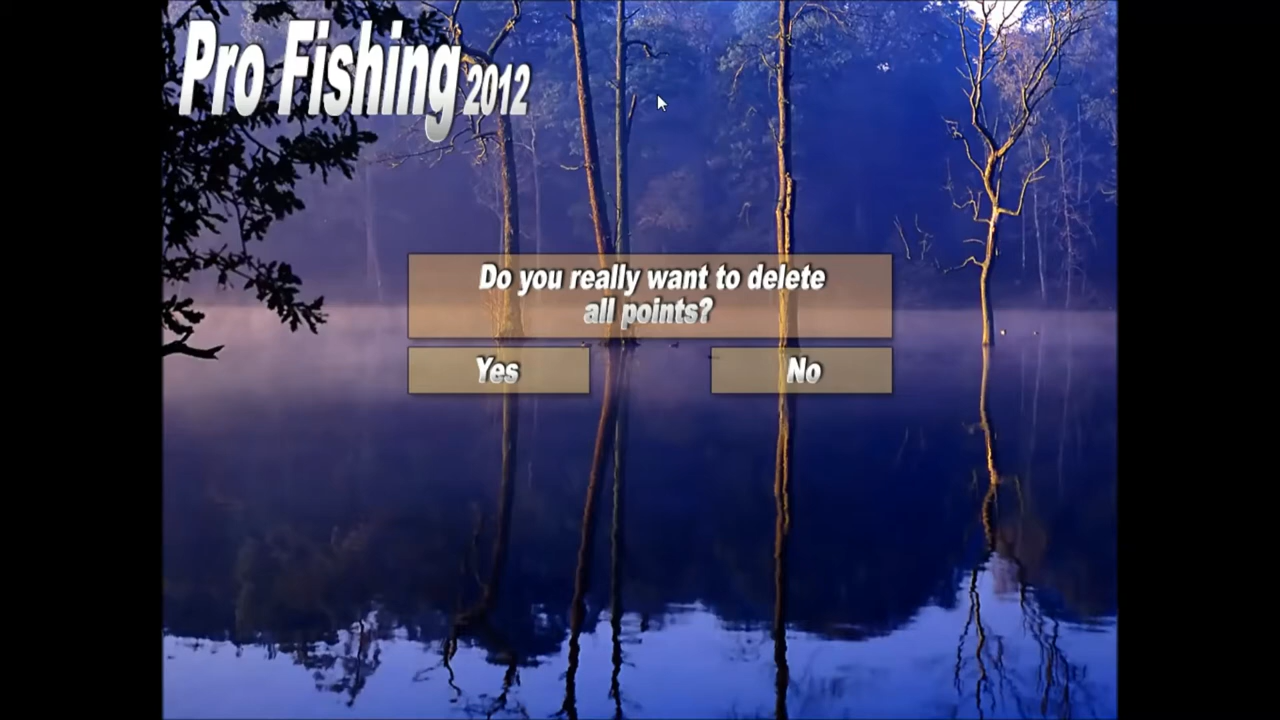 Pro Fishing 2012
Do you really want to delete
all points?
Yes
No